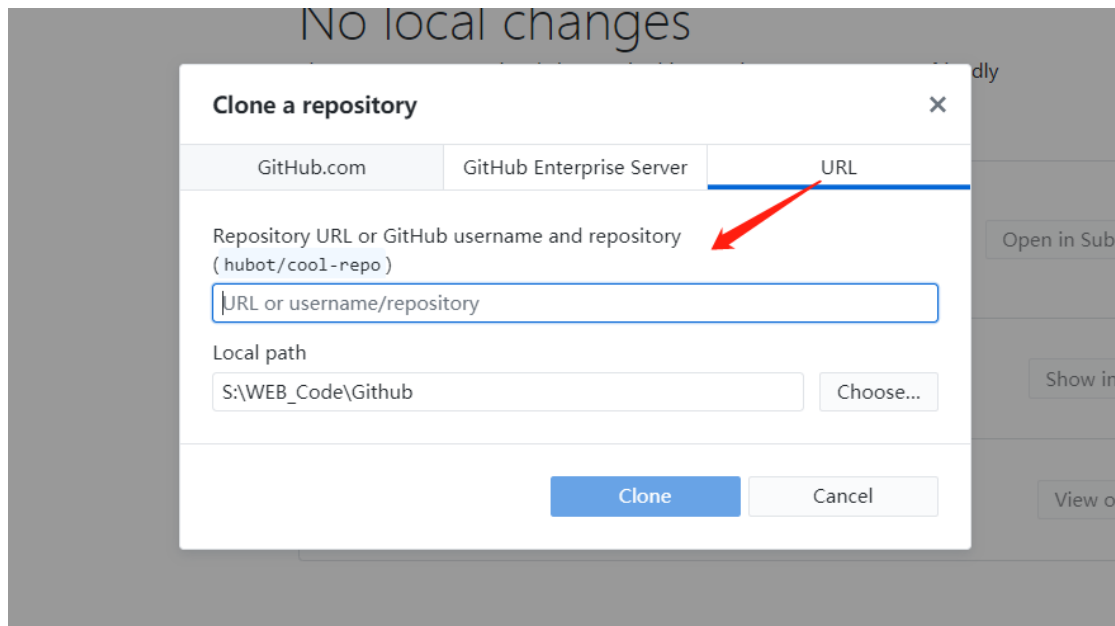 No local changes
dly
Clone a repository
GitHub.com
GitHub Enterprise Server
URL
Repository URL or GitHub username and repository
(hubot/cool-repo)
URL or username/repository
Open in Sub
Local path
S:\WEB_Code\Github
Choose...
Show in
Clone
Cancel
View o